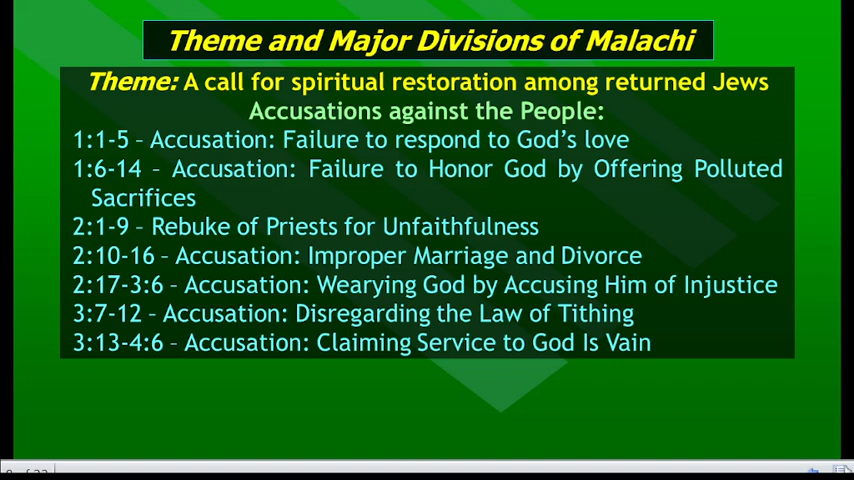 Theme and Major Divisions of Malachi
Theme: A call for spiritual restoration among returned Jews
Accusations against the People:
1:1-5 – Accusation: Failure to respond to God's love
1:6-14 – Accusation: Failure to Honor God by Offering Polluted
Sacrifices
2:1-9 – Rebuke of Priests for Unfaithfulness
2:10-16 – Accusation: Improper Marriage and Divorce
2:17-3:6 – Accusation: Wearying God by Accusing Him of Injustice
3:7-12 – Accusation: Disregarding the Law of Tithing
3:13-4:6 – Accusation: Claiming Service to God Is Vain